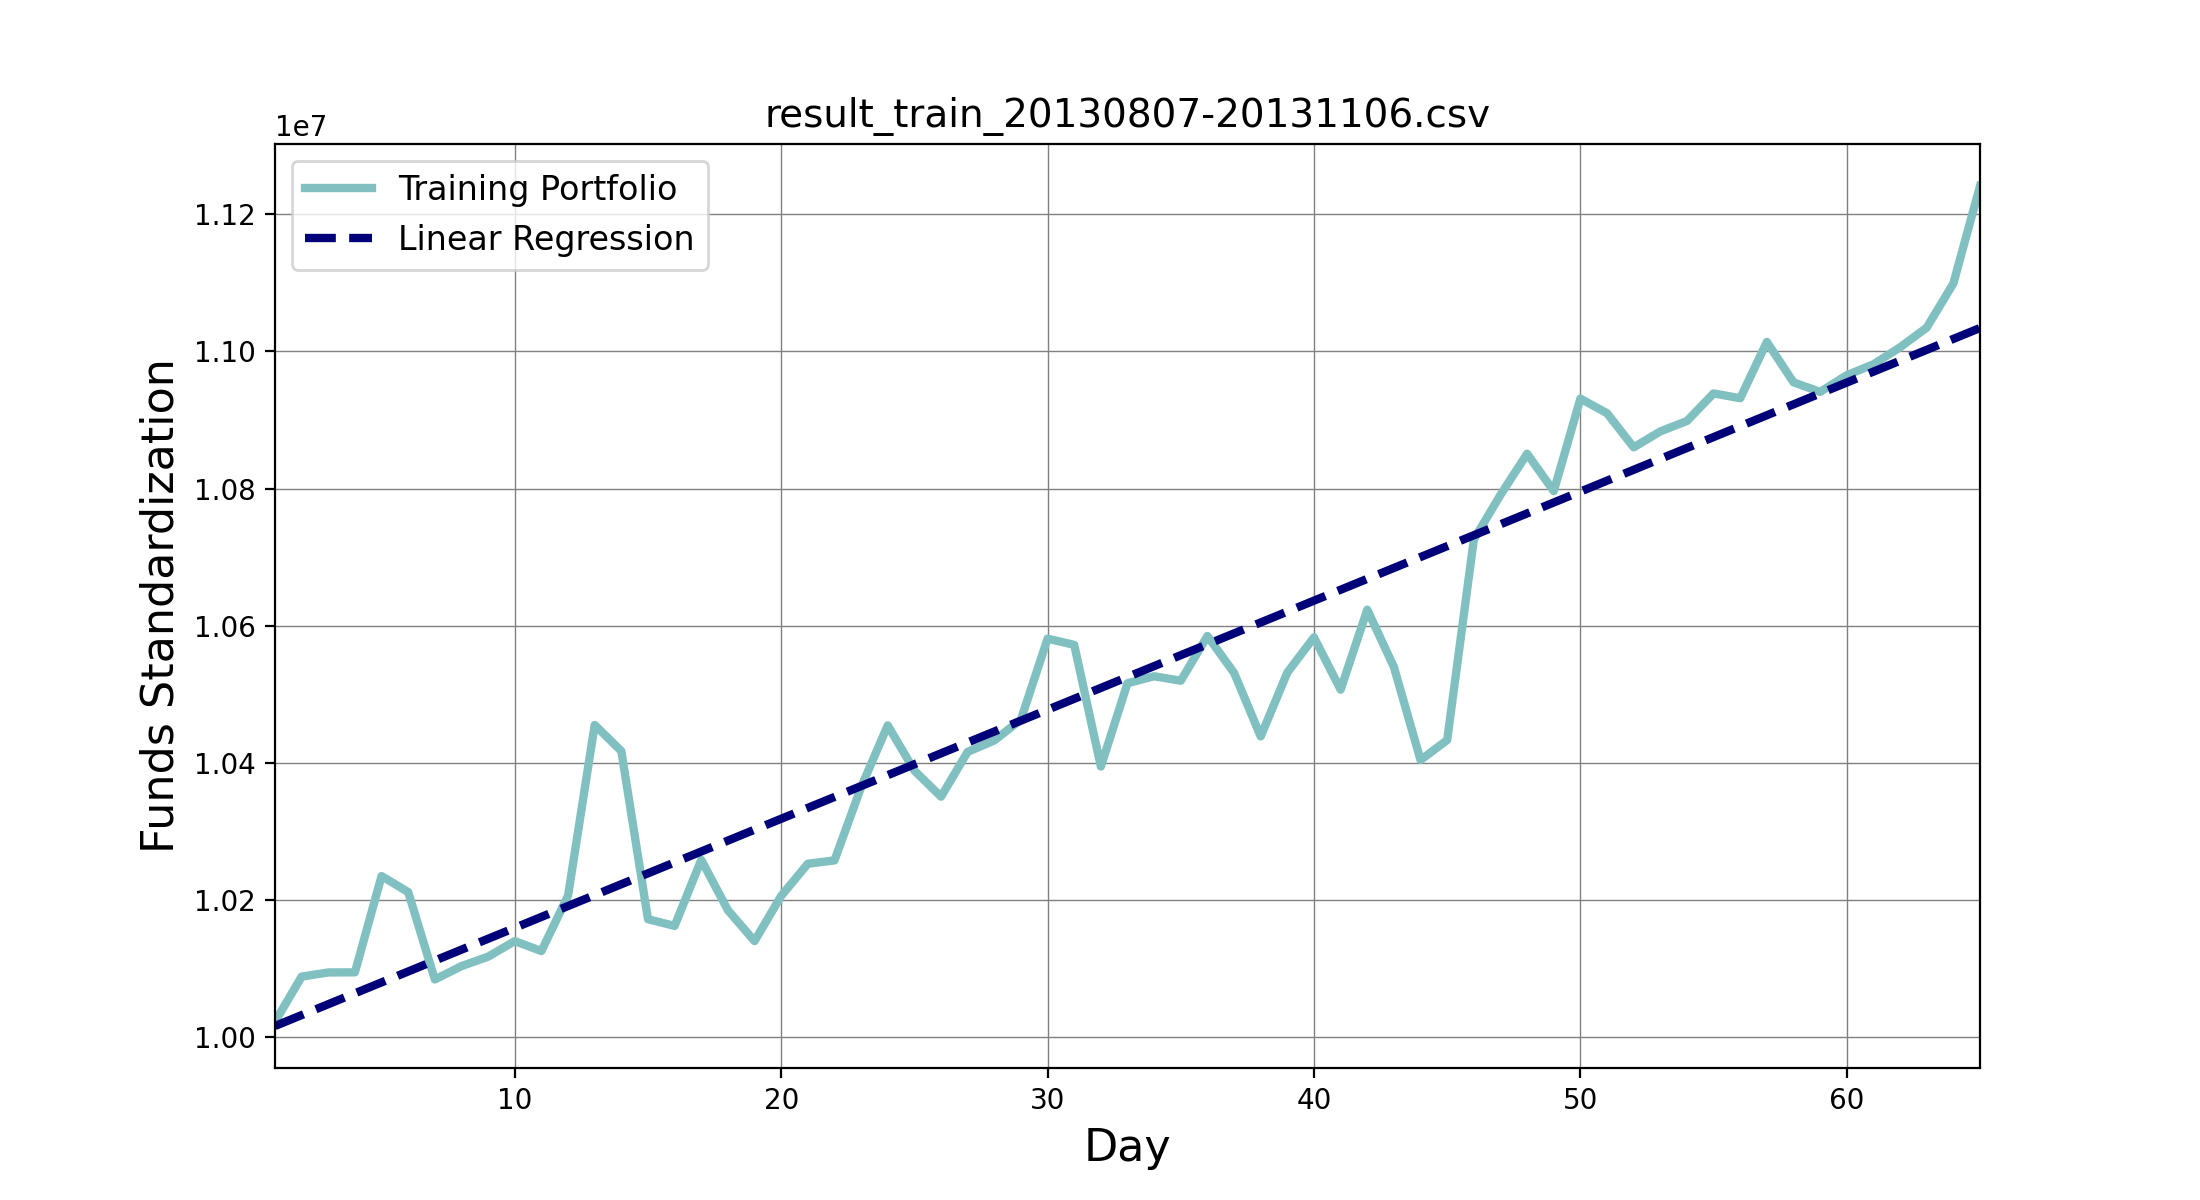 result_train_20130807-20131106.csv
1e7
Training Portfolio
Linear Regression
1.12
1.10
1.08
1.06
1.04
1.02
1.00
Funds Standardization
10 20 30 40 50 60
Day